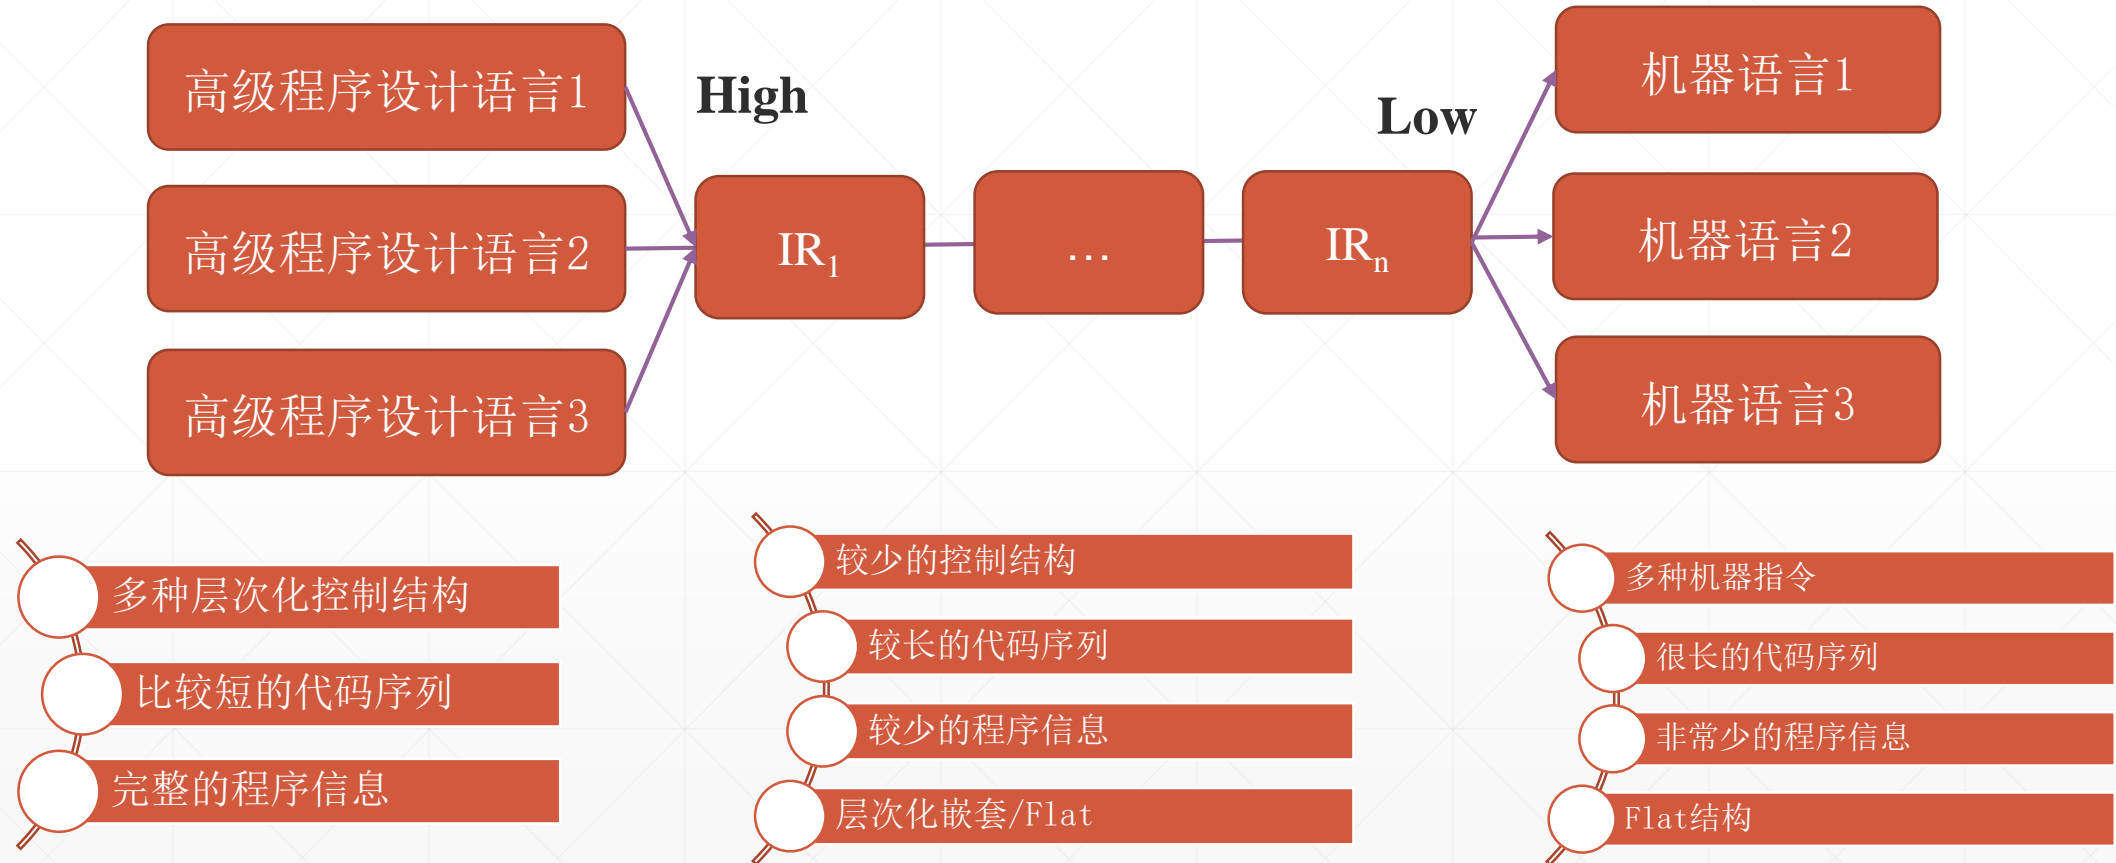 高级程序设计语言1
高级程序设计语言2
高级程序设计语言3
High
IR1
...
Low
IRn
机器语言1
机器语言2
机器语言3
多种层次化控制结构
比较短的代码序列
完整的程序信息
较少的控制结构
较长的代码序列
较少的程序信息
层次化嵌套/Flat
多种机器指令
很长的代码序列
非常少的程序信息
Flat结构